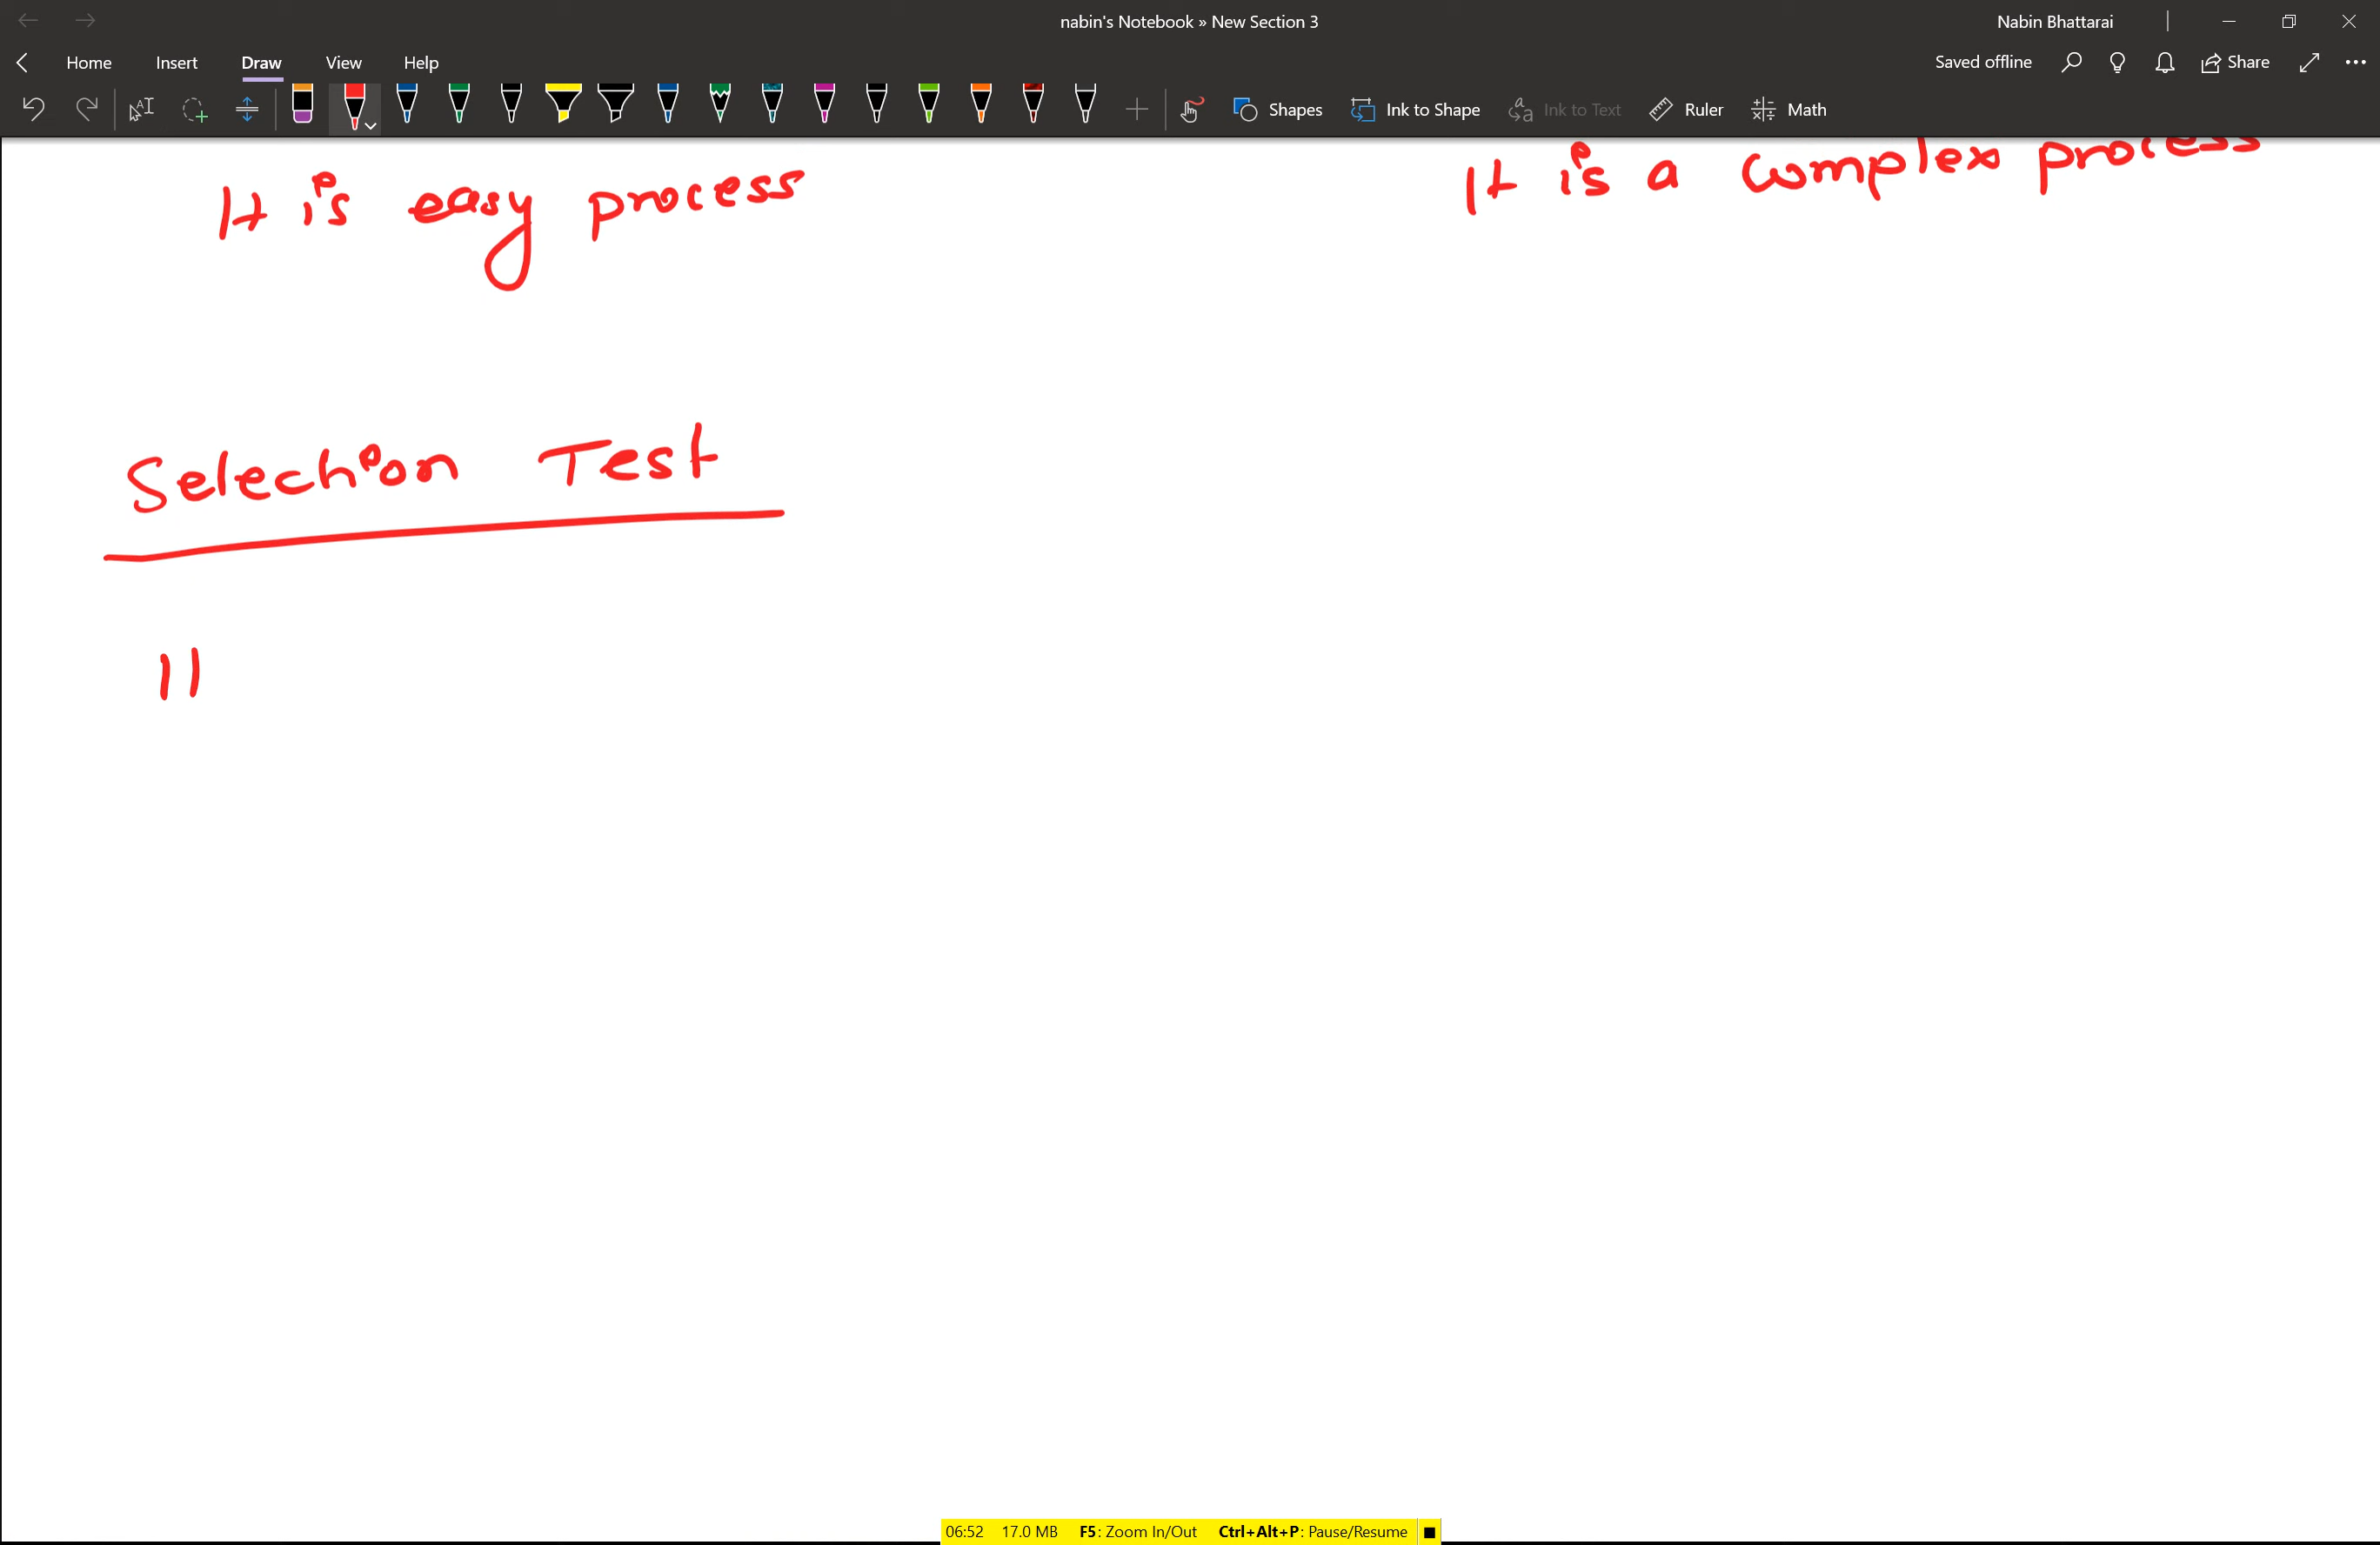 nabin's Notebook » New Section 3
Nabin Bhattarai
Home Insert Draw View Help
Saved offline
Share
Shapes Ink to Shape Ink to Text Ruler Math
It is easy process
It is a complex process
Selection Test
11
06:52 17.0 MB F5: Zoom In/Out Ctrl+Alt+P: Pause/Resume